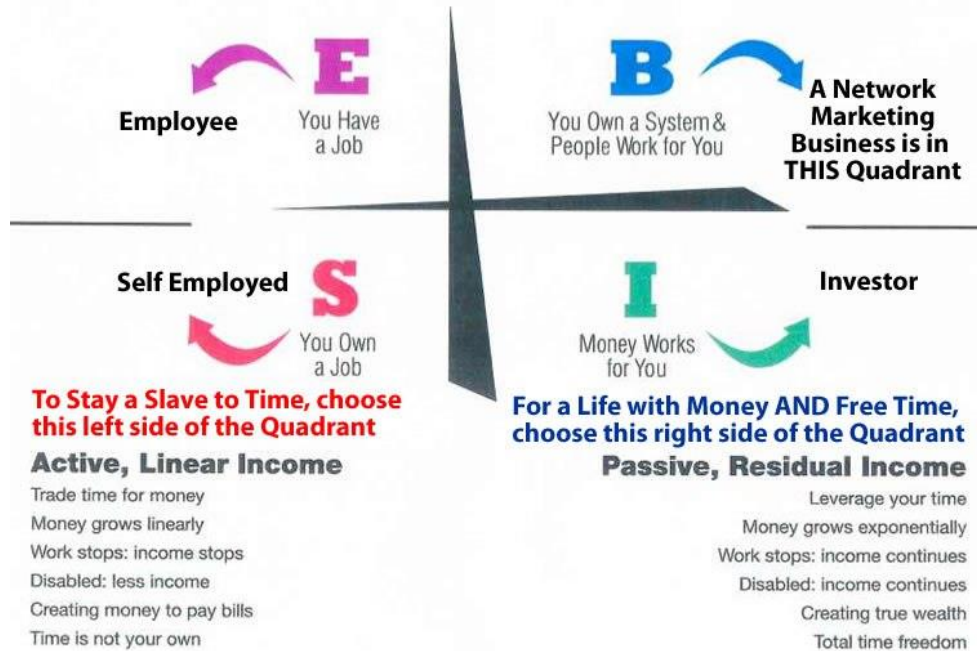 E
Employee
You Have
a Job
B
You Own a System &
People Work for You
A Network
Marketing
Business is in
THIS Quadrant
Self Employed
S
You Own
a Job
I
Money Works
for You
Investor
To Stay a Slave to Time, choose
this left side of the Quadrant
Active, Linear Income
Trade time for money
Money grows linearly
Work stops: income stops
Disabled: less income
Creating money to pay bills
Time is not your own
For a Life with Money AND Free Time,
choose this right side of the Quadrant
Passive, Residual Income
Leverage your time
Money grows exponentially
Work stops: income continues
Disabled: income continues
Creating true wealth
Total time freedom